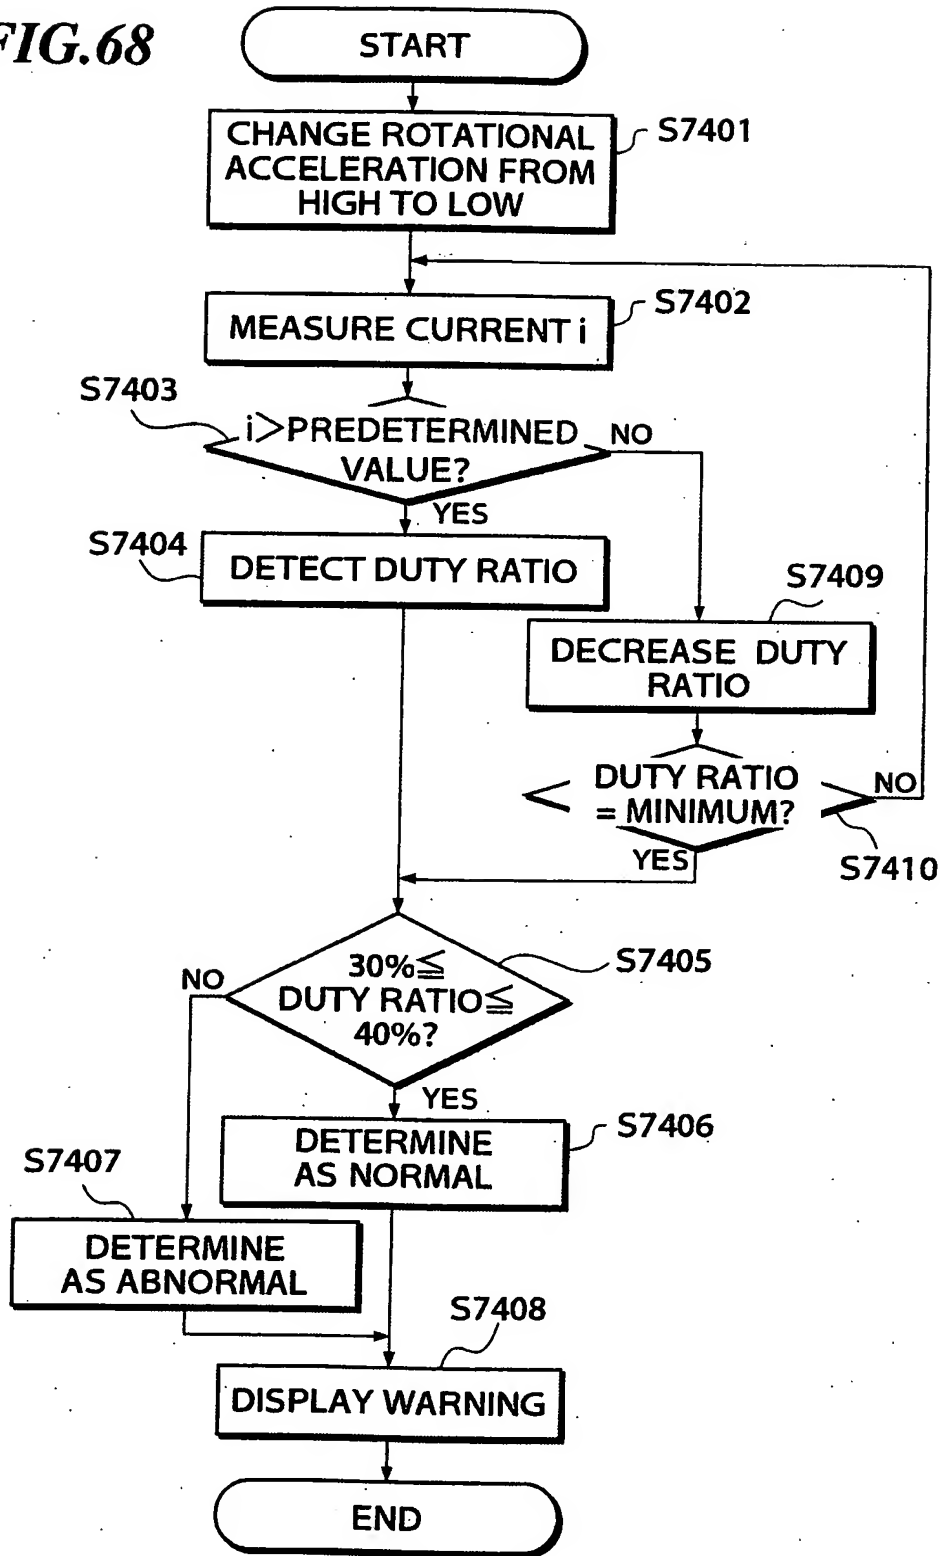 FIG.68
START
CHANGE ROTATIONAL
ACCELERATION FROM
HIGH TO LOW
S7401
MEASURE CURRENT i
S7402
S7403
i>PREDETERMINED
VALUE?
NO
YES
S7404
DETECT DUTY RATIO
S7409
DECREASE DUTY
RATIO
DUTY RATIO
= MINIMUM?
NO
YES
S7410
30%≦
DUTY RATIO≦
40%?
S7405
NO
YES
DETERMINE
AS NORMAL
S7406
S7407
DETERMINE
AS ABNORMAL
S7408
DISPLAY WARNING
END